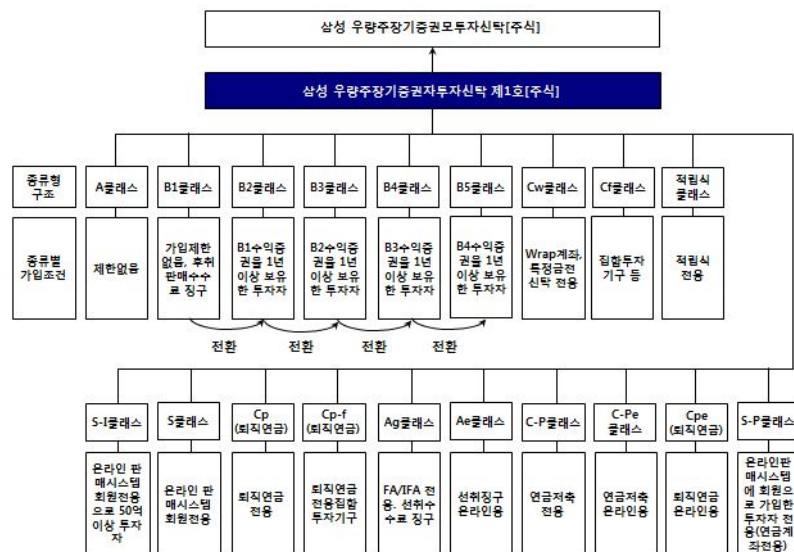 삼성 우량주장기증권모투자신탁[주식]
삼성 우량주장기증권자투자신탁 제1호[주식]
종류형
구조
A클래스
B1클래스
B2클래스
B3클래스
B4클래스
B5클래스
Cw클래스
Cf클래스
적립식
클래스
종류별
가입조건
제한없음
가입제한
없음, 후취
판매수수
료 징구
B1수익증
권을 1년
이상 보유
한 투자자
B2수익증
권을 1년
이상 보유
한 투자자
B3수익증
권을 1년
이상 보유
한 투자자
B4수익증
권을 1년
이상 보유
한 투자자
Wrap계좌,
특정금전
신탁 전용
집합투자
기구 등
적립식
전용
전환
전환
전환
전환
S-I클래스
S클래스
Cp
(퇴직연금)
Cp-f
(퇴직연금)
Ag클래스
Ae클래스
C-P클래스
C-Pe
클래스
Cpe
(퇴직연금)
S-P클래스
온라인 판
매시스템
회원전용
으로 50억
이상 투자
자
온라인 판
매시스템
회원전용
퇴직연금
전용
퇴직연금
전용집합
투자기구
FA/IFA 전
용. 선취수
수료 징구
선취징구
온라인용
연금저축
전용
연금저축
온라인용
퇴직연금
온라인용
온라인판
매시스템
에 회원으
로 가입한
투자자 전
용(연금계
좌전용)